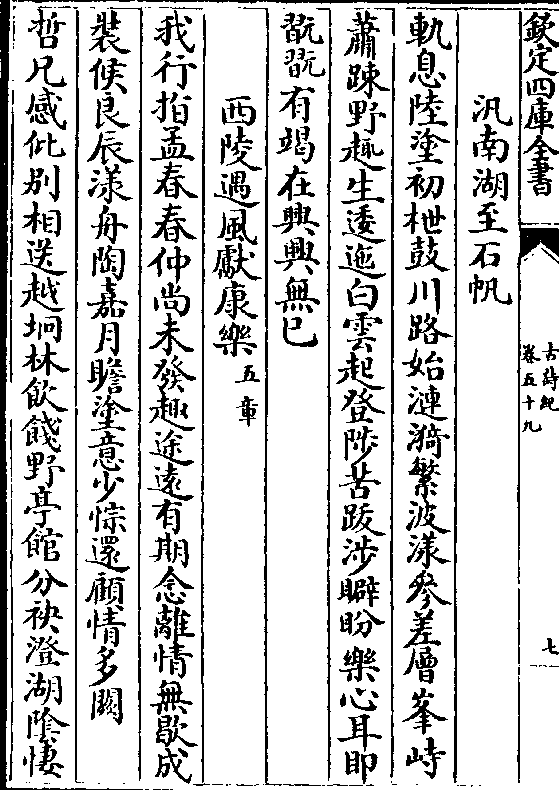 欽定四庫全書
古詩紀
卷五十九
七
汎南湖至石帆
軌息陸塗初枻鼓川路始漣漪繁波漾參差層峯峙
蕭踈野趣生逶迤白雲起登陟苦跋涉睥盼樂心耳即
翫翫有竭在興興無已
西陵遇風獻康樂五章
我行指孟春春仲尚未發趣途遠有期念離情無歇成
裝候良辰漾舟陶嘉月瞻塗意少悰還顧情多闕
哲兄感仳別相送越坰林飲餞野亭館分袂澄湖隂悽